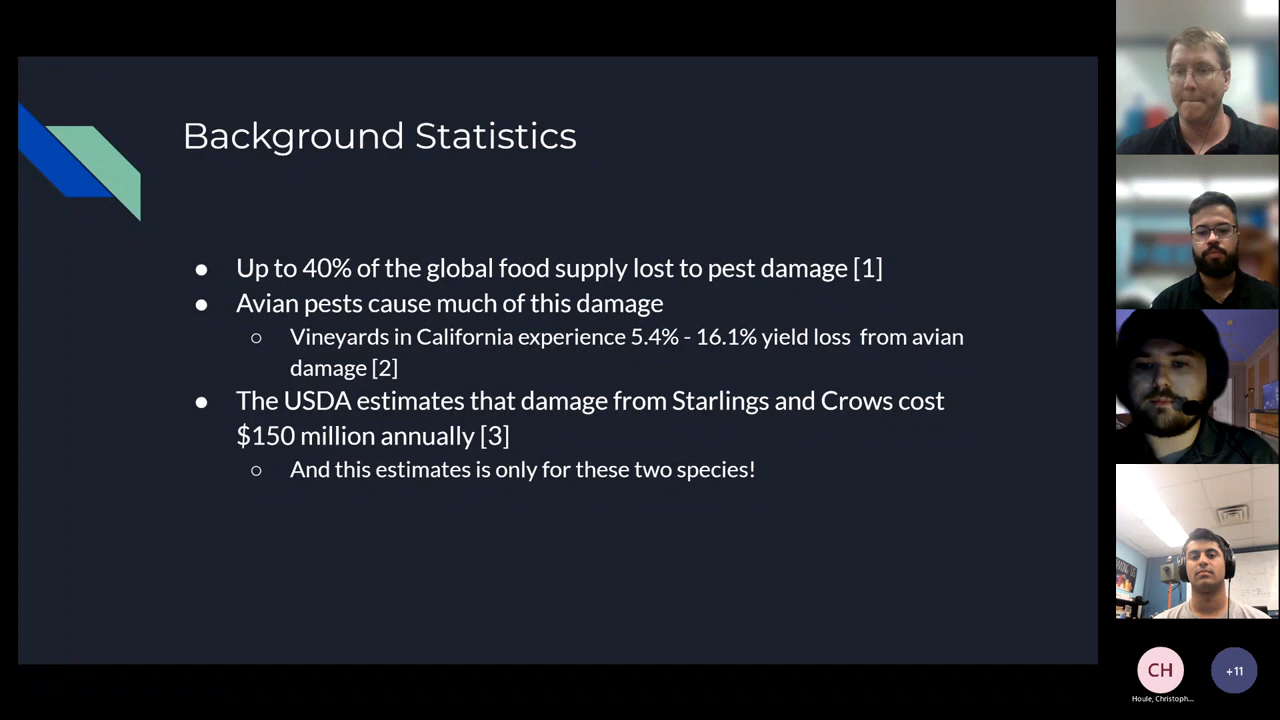 Background Statistics
● Up to 40% of the global food supply lost to pest damage [1]
● Avian pests cause much of this damage
○ Vineyards in California experience 5.4% - 16.1% yield loss  from avian
damage [2]
● The USDA estimates that damage from Starlings and Crows cost
$150 million annually [3]
○ And this estimates is only for these two species!
CH
+11
Houle, Christoph...